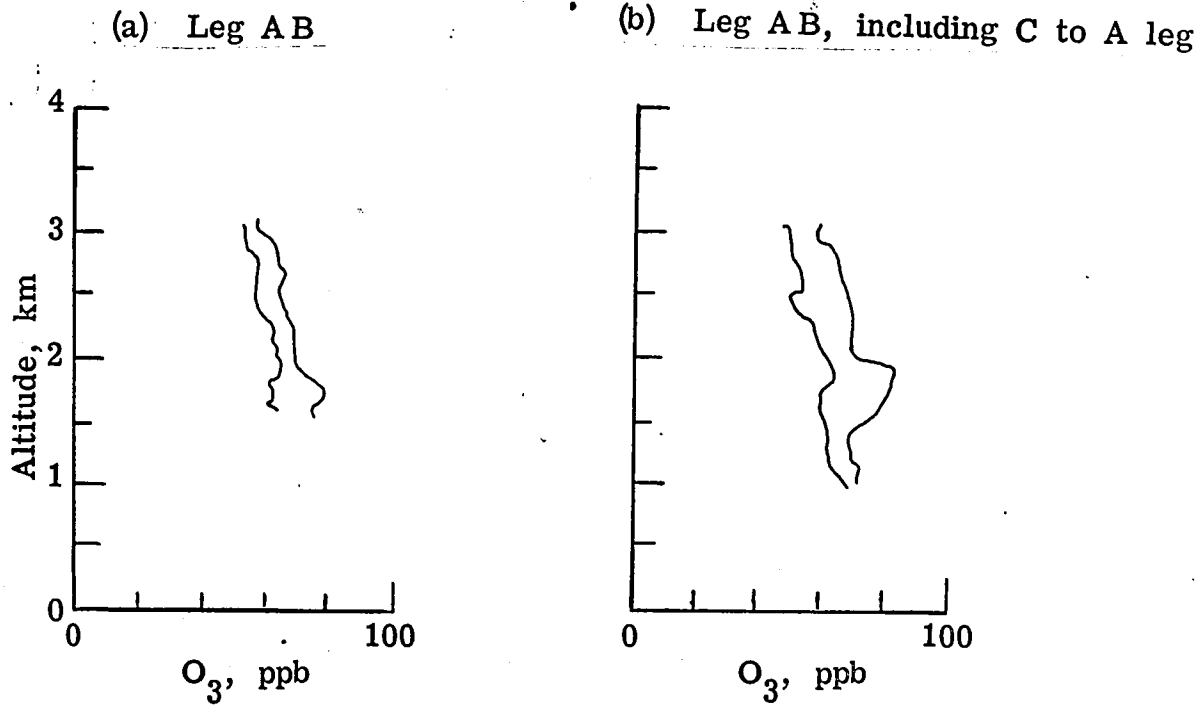 (a) Leg AB
(b) Leg AB, including C to A leg
4
3
2
1
0
Altitude, km
0
100
O3, ppb
0
100
O3, ppb